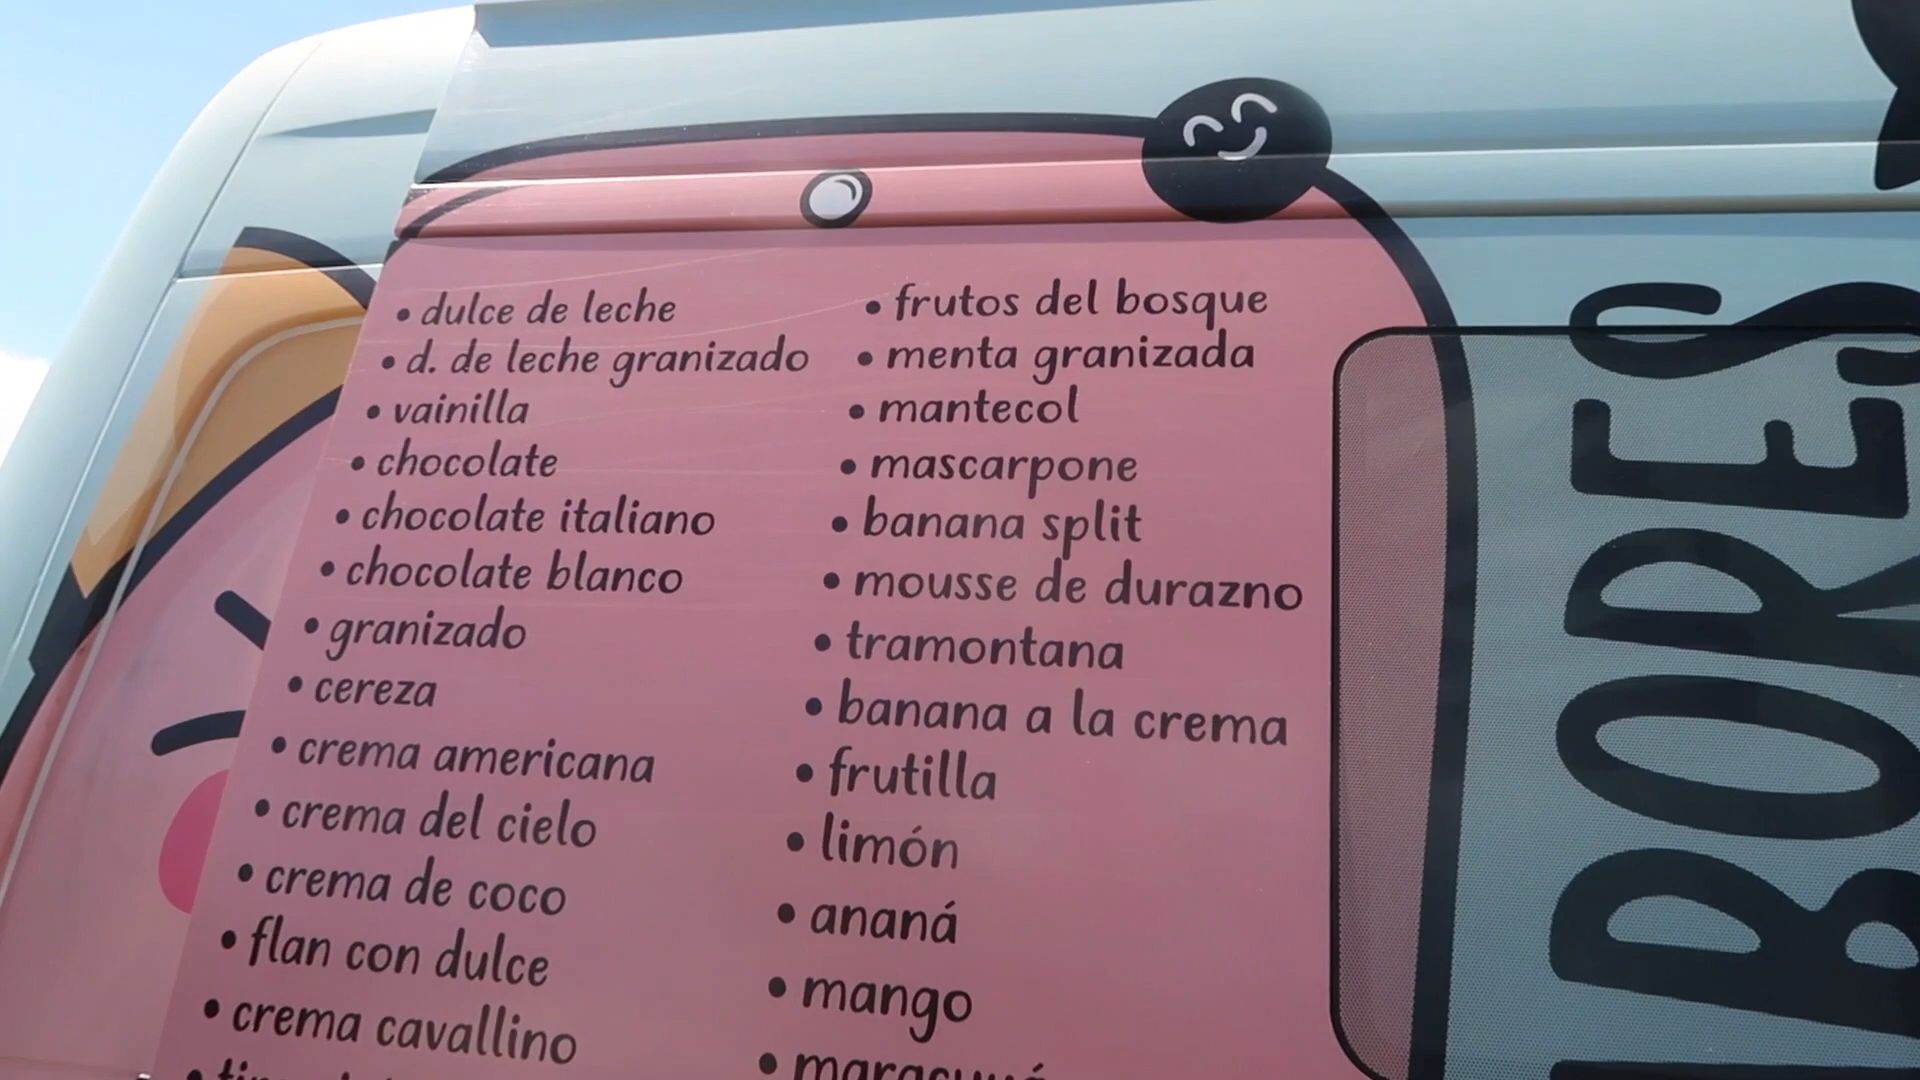 dulce de leche
d. de leche granizado
vainilla
chocolate
chocolate italiano
chocolate blanco
granizado
cereza
crema americana
crema del cielo
crema de coco
flan con dulce
crema cavallino
frutos del bosque
menta granizada
mantecol
mascarpone
banana split
mousse de durazno
tramontana
banana a la crema
frutilla
limón
ananá
mango
maracuyá
BORES